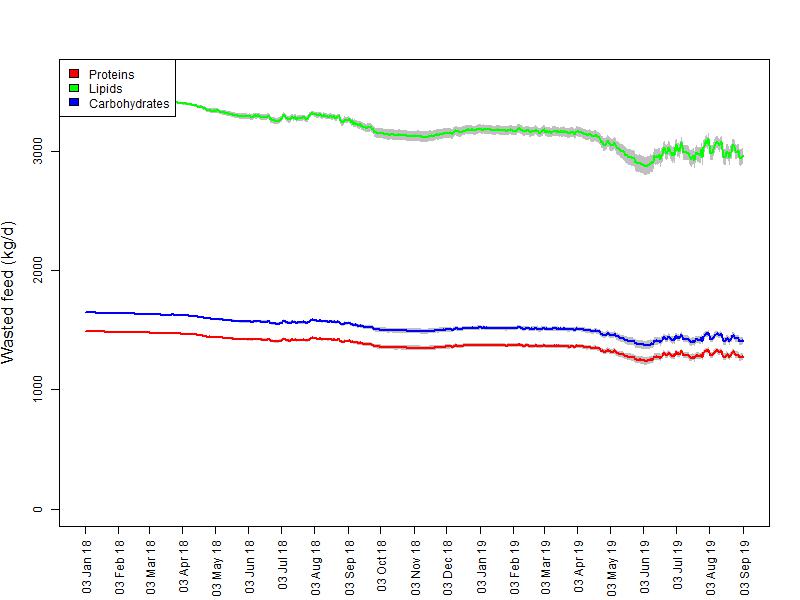 Proteins
Lipids
Carbohydrates
Wasted feed (kg/d)
3000
2000
1000
0
03 Jan 18
03 Feb 18
03 Mar 18
03 Apr 18
03 May 18
03 Jun 18
03 Jul 18
03 Aug 18
03 Sep 18
03 Oct 18
03 Nov 18
03 Dec 18
03 Jan 19
03 Feb 19
03 Mar 19
03 Apr 19
03 May 19
03 Jun 19
03 Jul 19
03 Aug 19
03 Sep 19